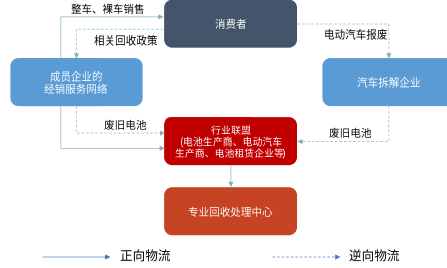 整车、裸车销售
消费者
相关回收政策
电动汽车报废
成员企业的
经销服务网络
汽车拆解企业
废旧电池
行业联盟
(电池生产商、电动汽车
生产商、电池租赁企业等)
废旧电池
专业回收处理中心
正向物流
逆向物流